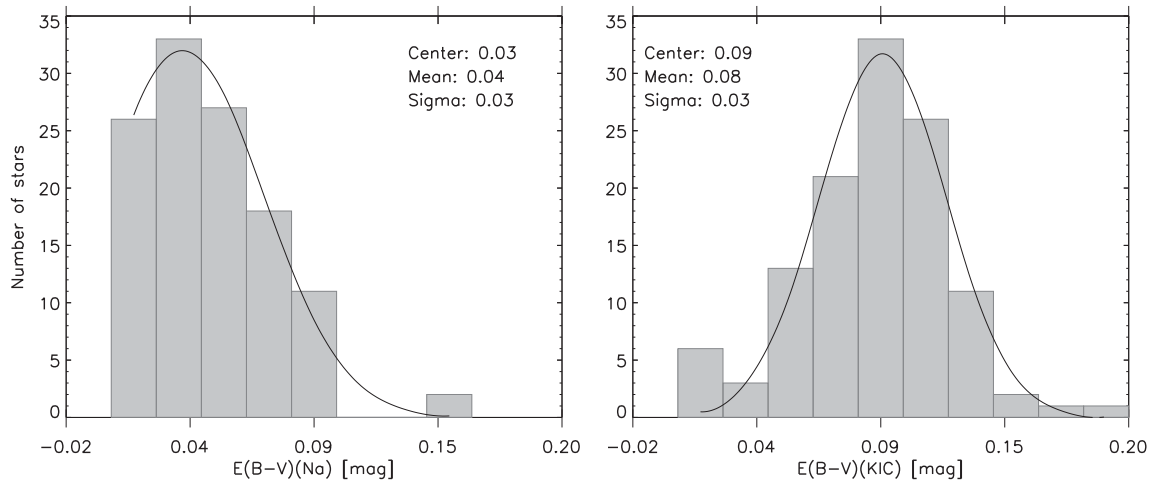 35
30
25
20
15
10
5
0
Number of stars
Center: 0.03
Mean: 0.04
Sigma: 0.03
−0.02 0.04 0.09 0.15 0.20
E(B−V)(Na) [mag]
35
30
25
20
15
10
5
0
Center: 0.09
Mean: 0.08
Sigma: 0.03
−0.02 0.04 0.09 0.15 0.20
E(B−V)(KIC) [mag]